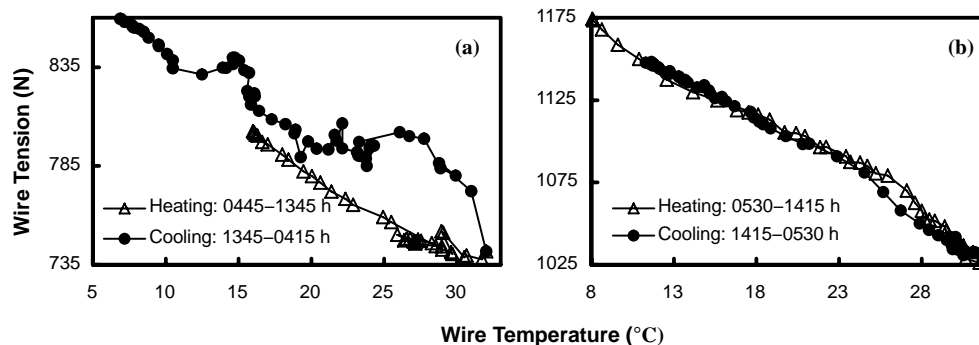 1175
(a)
(b)
835
1125
785
1075
Heating: 0445–1345 h
Cooling: 1345–0415 h
Heating: 0530–1415 h
Cooling: 1415–0530 h
735
1025
5 10 15 20 25 30
8 13 18 23 28
Wire Tension (N)
Wire Temperature (°C)